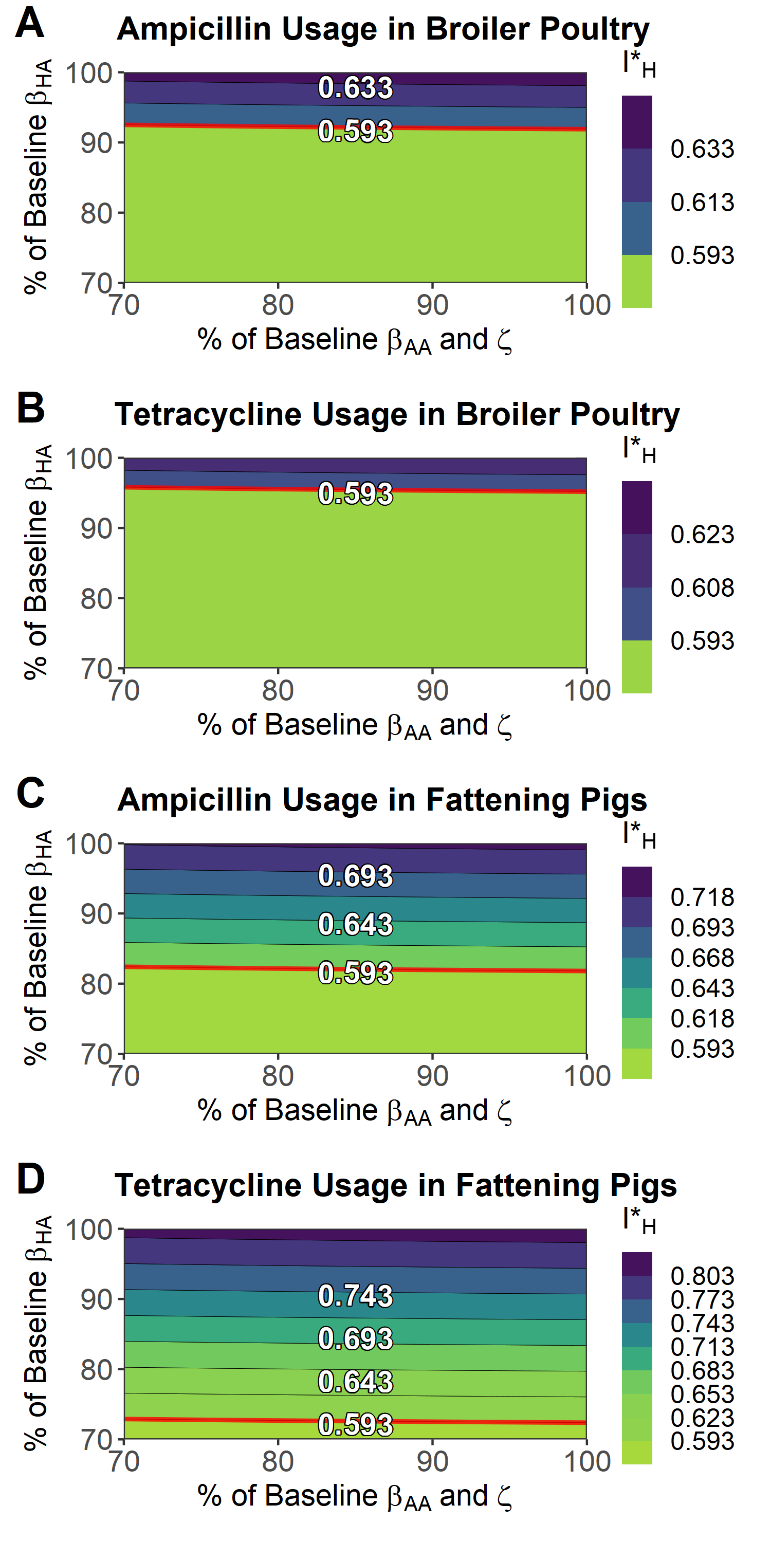 A
Ampicillin Usage in Broiler Poultry
% of Baseline βHA
100
90
80
70
0.633
0.593
70 80 90 100
% of Baseline βAA and ζ
I*H
0.633
0.613
0.593
B
Tetracycline Usage in Broiler Poultry
% of Baseline βHA
100
90
80
70
0.593
70 80 90 100
% of Baseline βAA and ζ
I*H
0.623
0.608
0.593
C
Ampicillin Usage in Fattening Pigs
% of Baseline βHA
100
90
80
70
0.693
0.643
0.593
70 80 90 100
% of Baseline βAA and ζ
I*H
0.718
0.693
0.668
0.643
0.618
0.593
D
Tetracycline Usage in Fattening Pigs
% of Baseline βHA
100
90
80
70
0.743
0.693
0.643
0.593
70 80 90 100
% of Baseline βAA and ζ
I*H
0.803
0.773
0.743
0.713
0.683
0.653
0.623
0.593